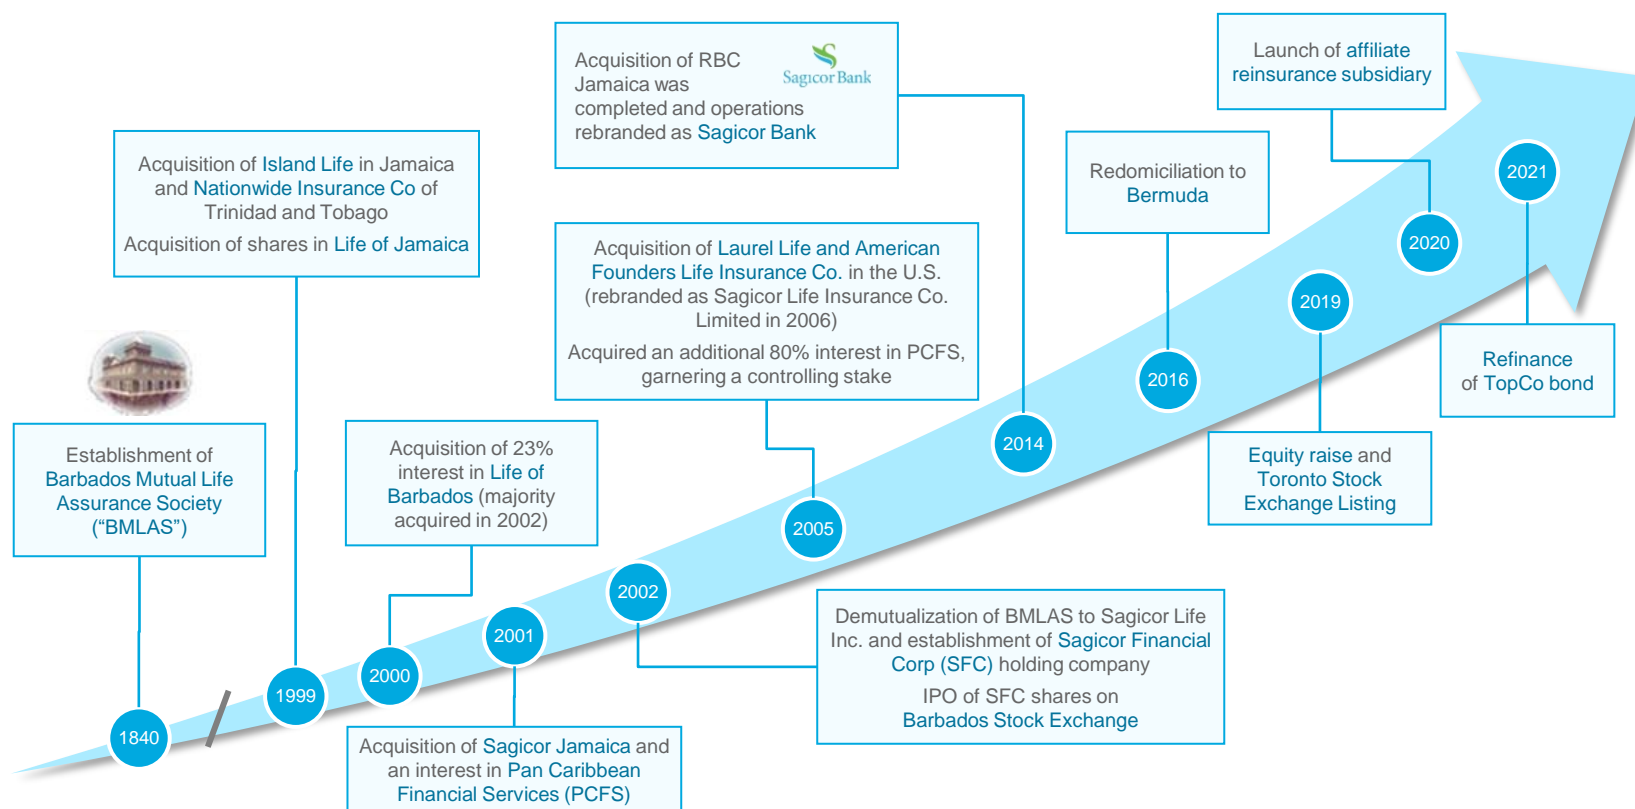 Establishment of
Barbados Mutual Life
Assurance Society
(“BMLAS”)
1840
Acquisition of Island Life in Jamaica
and Nationwide Insurance Co of
Trinidad and Tobago
Acquisition of shares in Life of Jamaica
1999
Acquisition of 23%
interest in Life of
Barbados (majority
acquired in 2002)
2000
2001
Acquisition of Sagicor Jamaica and
an interest in Pan Caribbean
Financial Services (PCFS)
2002
Demutualization of BMLAS to Sagicor Life
Inc. and establishment of Sagicor Financial
Corp (SFC) holding company
IPO of SFC shares on
Barbados Stock Exchange
Acquisition of Laurel Life and American
Founders Life Insurance Co. in the U.S.
(rebranded as Sagicor Life Insurance Co.
Limited in 2006)
Acquired an additional 80% interest in PCFS,
garnering a controlling stake
2005
Acquisition of RBC
Jamaica was
completed and operations
rebranded as Sagicor Bank
Sagicor Bank
2014
Redomiciliation to
Bermuda
2016
2019
Equity raise and
Toronto Stock
Exchange Listing
Launch of affiliate
reinsurance subsidiary
2020
2021
Refinance
of TopCo bond